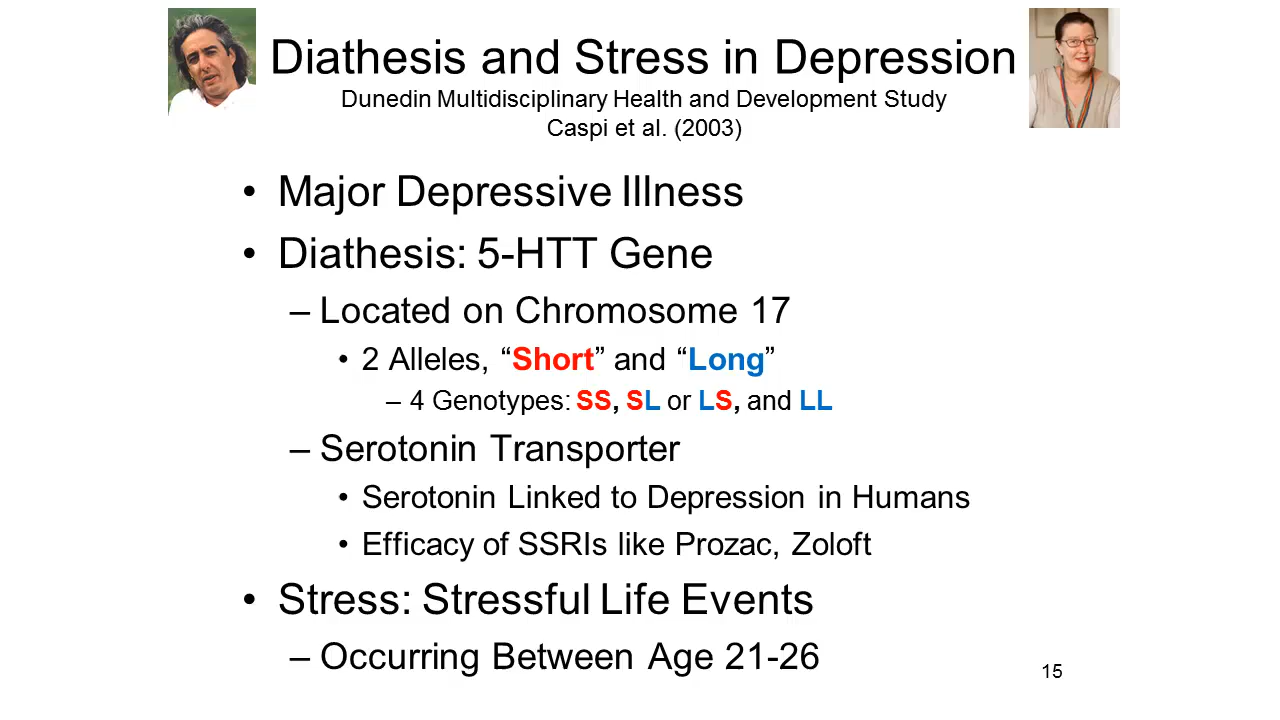 Diathesis and Stress in Depression
Dunedin Multidisciplinary Health and Development Study
Caspi et al. (2003)
• Major Depressive Illness
• Diathesis: 5-HTT Gene
– Located on Chromosome 17
• 2 Alleles, “Short” and “Long”
– 4 Genotypes: SS, SL or LS, and LL
– Serotonin Transporter
• Serotonin Linked to Depression in Humans
• Efficacy of SSRIs like Prozac, Zoloft
• Stress: Stressful Life Events
– Occurring Between Age 21-26
15